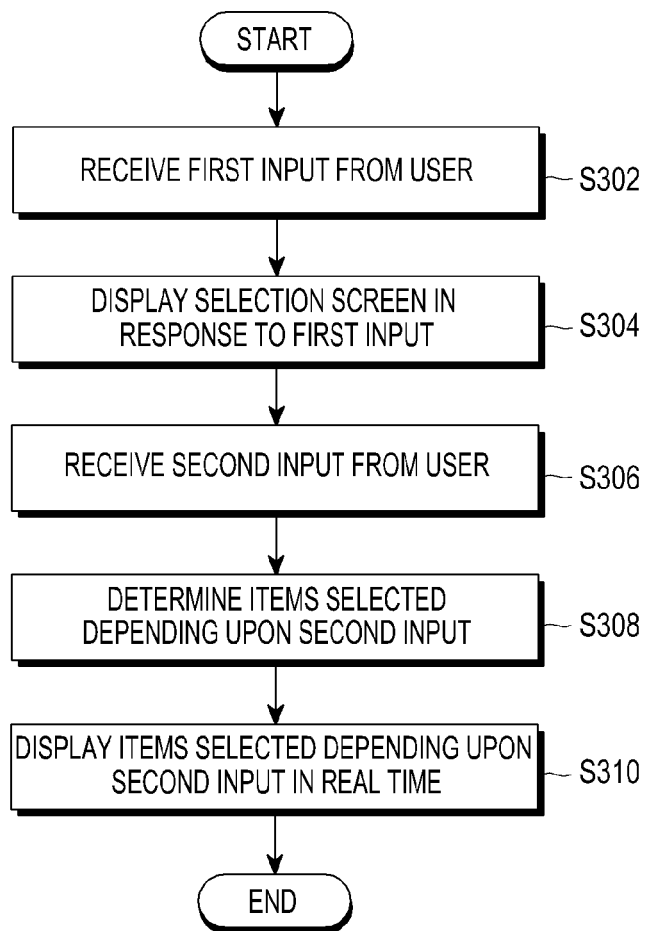 START
RECEIVE FIRST INPUT FROM USER
S302
DISPLAY SELECTION SCREEN IN
RESPONSE TO FIRST INPUT
S304
RECEIVE SECOND INPUT FROM USER
S306
DETERMINE ITEMS SELECTED
DEPENDING UPON SECOND INPUT
S308
DISPLAY ITEMS SELECTED DEPENDING UPON
SECOND INPUT IN REAL TIME
S310
END